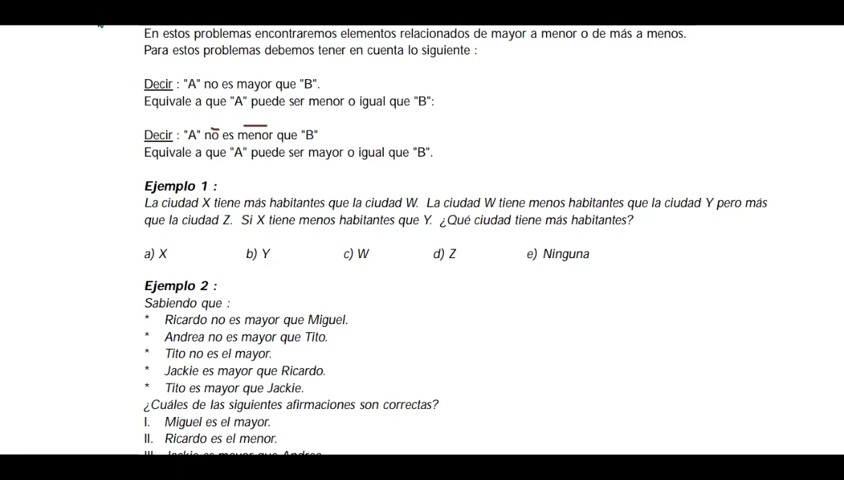 En estos problemas encontraremos elementos relacionados de mayor a menor o de más a menos.
Para estos problemas debemos tener en cuenta lo siguiente :
Decir : "A" no es mayor que "B".
Equivale a que "A" puede ser menor o igual que "B":
Decir : "A" no es menor que "B"
Equivale a que "A" puede ser mayor o igual que "B".
Ejemplo 1 :
La ciudad X tiene más habitantes que la ciudad W. La ciudad W tiene menos habitantes que la ciudad Y pero más
que la ciudad Z. Si X tiene menos habitantes que Y. ¿Qué ciudad tiene más habitantes?
a) X b) Y c) W d) Z e) Ninguna
Ejemplo 2 :
Sabiendo que :
* Ricardo no es mayor que Miguel.
* Andrea no es mayor que Tito.
* Tito no es el mayor.
* Jackie es mayor que Ricardo.
* Tito es mayor que Jackie.
¿Cuáles de las siguientes afirmaciones son correctas?
I. Miguel es el mayor.
II. Ricardo es el menor.
III. Jackie es mayor que Andrea